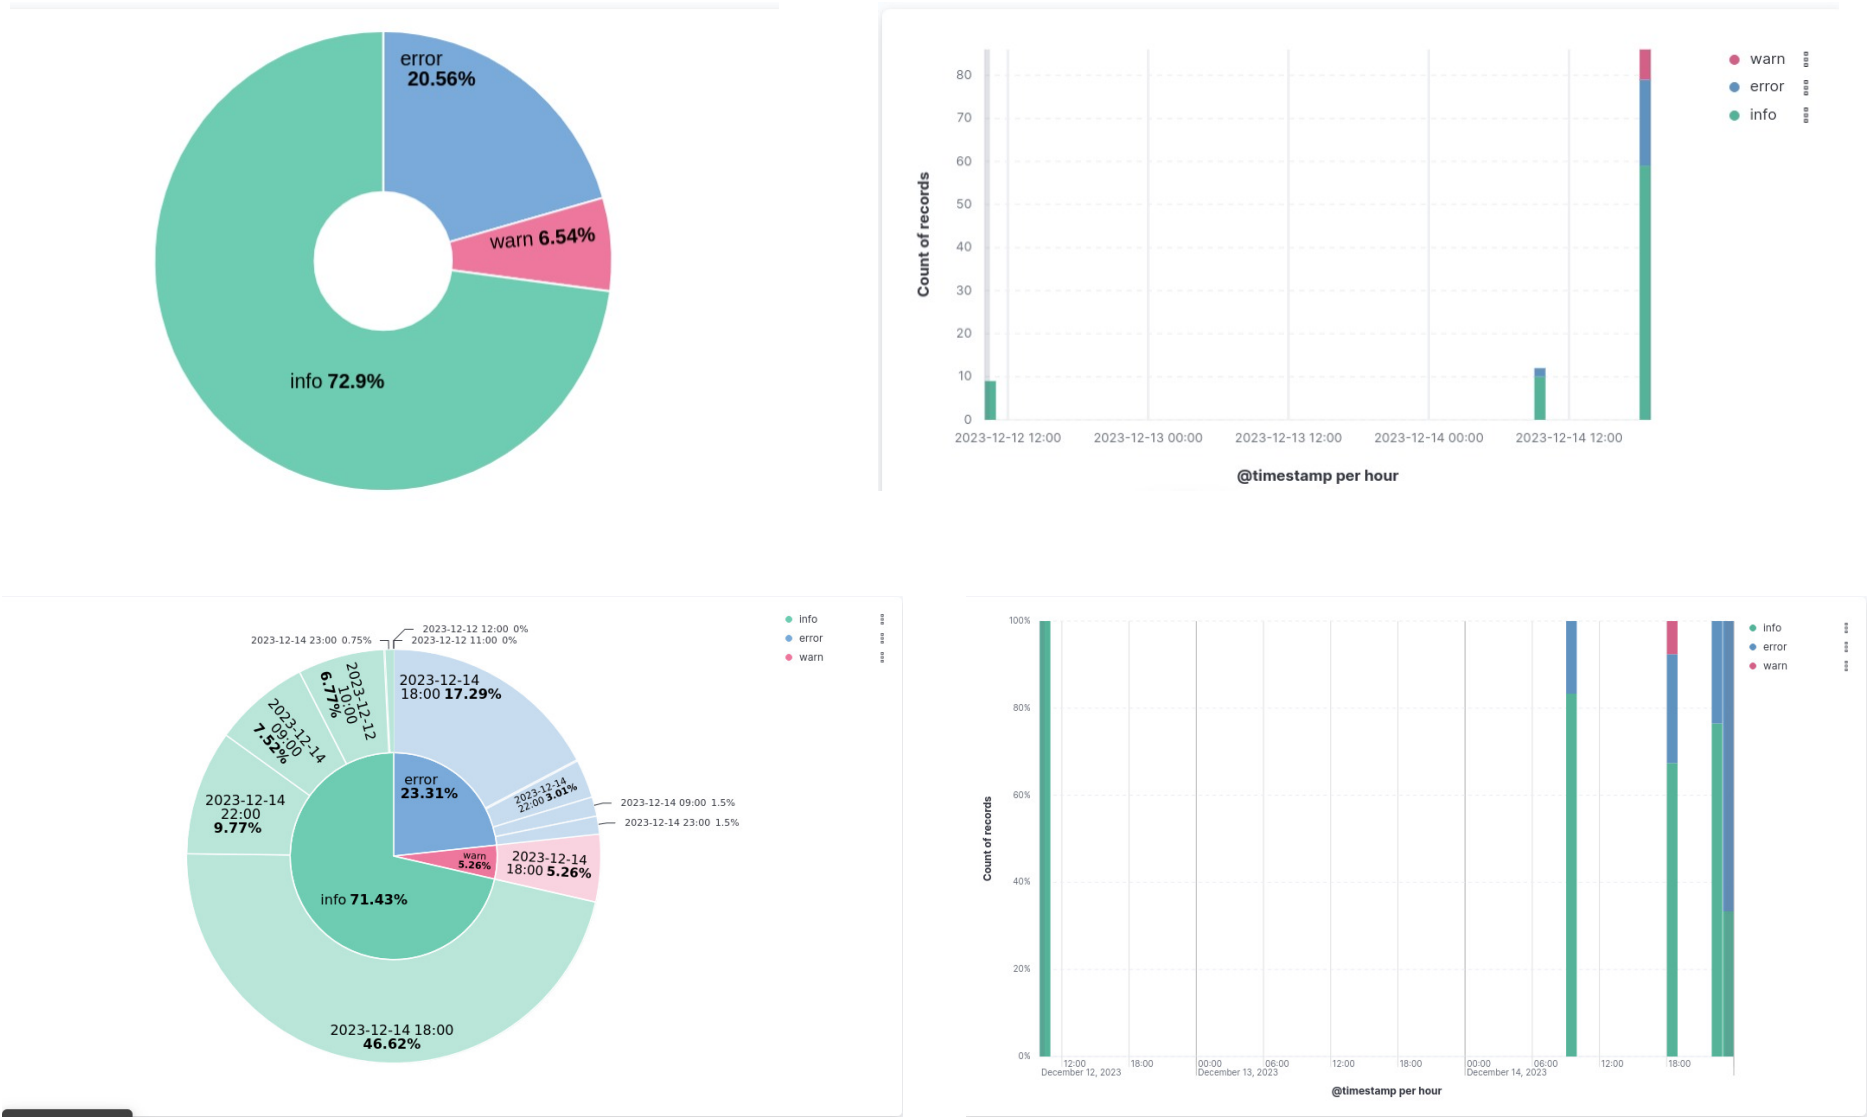 error
20.56%
warn 6.54%
info 72.9%
warn
error
info
80
70
60
50
40
30
20
10
0
Count of records
2023-12-12 12:00
2023-12-13 00:00
2023-12-13 12:00
2023-12-14 00:00
2023-12-14 12:00
@timestamp per hour
info
error
warn
2023-12-12 12:00 0%
2023-12-14 23:00 0.75%
2023-12-12 11:00 0%
2023-12-14
18:00 17.29%
2023-12-14
22:00 3.01%
2023-12-14 09:00 1.5%
2023-12-14 23:00 1.5%
2023-12-14
18:00 5.26%
2023-12-14 18:00
46.62%
2023-12-14
22:00
9.77%
2023-12-14
09:00
7.52%
2023-12-12
10:00
6.77%
error
23.31%
warn
5.26%
info 71.43%
info
error
warn
100%
80%
60%
40%
20%
0%
Count of records
12:00
18:00
00:00
06:00
12:00
18:00
00:00
06:00
12:00
18:00
December 12, 2023
December 13, 2023
December 14, 2023
@timestamp per hour